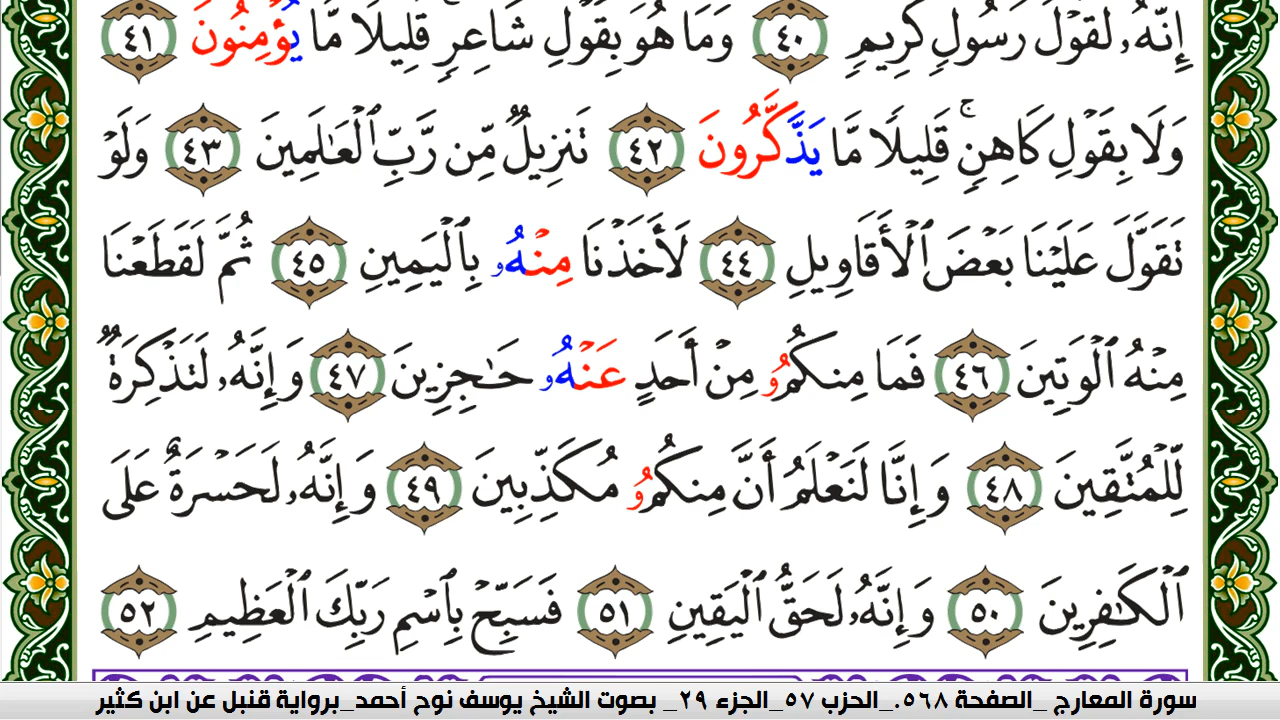 إِنَّهُۥ لَقَوۡلُ رَسُولٖ كَرِيمٖ ٤٠ وَمَا هُوَ بِقَوۡلِ شَاعِرٖۚ قَلِيلٗا مَّا يُؤۡمِنُونَ ٤١
وَلَا بِقَوۡلِ كَاهِنٖۚ قَلِيلٗا مَّا يَذَّكَّرُونَ ٤٢ تَنزِيلٞ مِّن رَّبِّ ٱلۡعَٰلَمِينَ ٤٣ وَلَوۡ
تَقَوَّلَ عَلَيۡنَا بَعۡضَ ٱلۡأَقَاوِيلِ ٤٤ لَأَخَذۡنَا مِنۡهُۥ بِٱلۡيَمِينِ ٤٥ ثُمَّ لَقَطَعۡنَا
مِنۡهُ ٱلۡوَتِينَ ٤٦ فَمَا مِنكُمُۥ مِنۡ أَحَدٍ عَنۡهُۥ حَٰجِزِينَ ٤٧ وَإِنَّهُۥ لَتَذۡكِرَةٞ
لِّلۡمُتَّقِينَ ٤٨ وَإِنَّا لَنَعۡلَمُ أَنَّ مِنكُمُۥ مُكَذِّبِينَ ٤٩ وَإِنَّهُۥ لَحَسۡرَةٌ عَلَى
ٱلۡكَٰفِرِينَ ٥٠ وَإِنَّهُۥ لَحَقُّ ٱلۡيَقِينِ ٥١ فَسَبِّحۡ بِٱسۡمِ رَبِّكَ ٱلۡعَظِيمِ ٥٢
سورة المعارج _الصفحة ٥٦٨._الحزب ٥٧_الجزء ٢٩_ بصوت الشيخ يوسف نوح أحمد_برواية قنبل عن ابن كثير